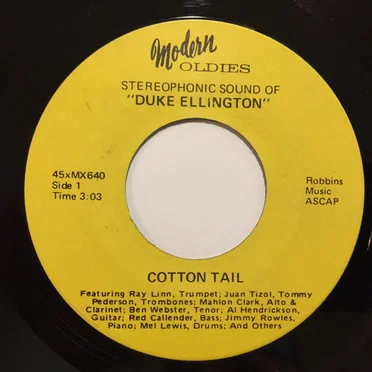 Modern
OLDIES
STEREOPHONIC SOUND OF
"DUKE ELLINGTON"
45xMX640
Side 1
Time 3:03
Robbins
Music
ASCAP
COTTON TAIL
Featuring Ray Linn, Trumpet; Juan Tizol, Tommy
Pederson, Trombones; Mahlon Clark, Alto &
Clarinet; Ben Webster, Tenor; Al Hendrickson,
Guitar; Red Callender, Bass; Jimmy Rowles,
Piano; Mel Lewis, Drums; And Others